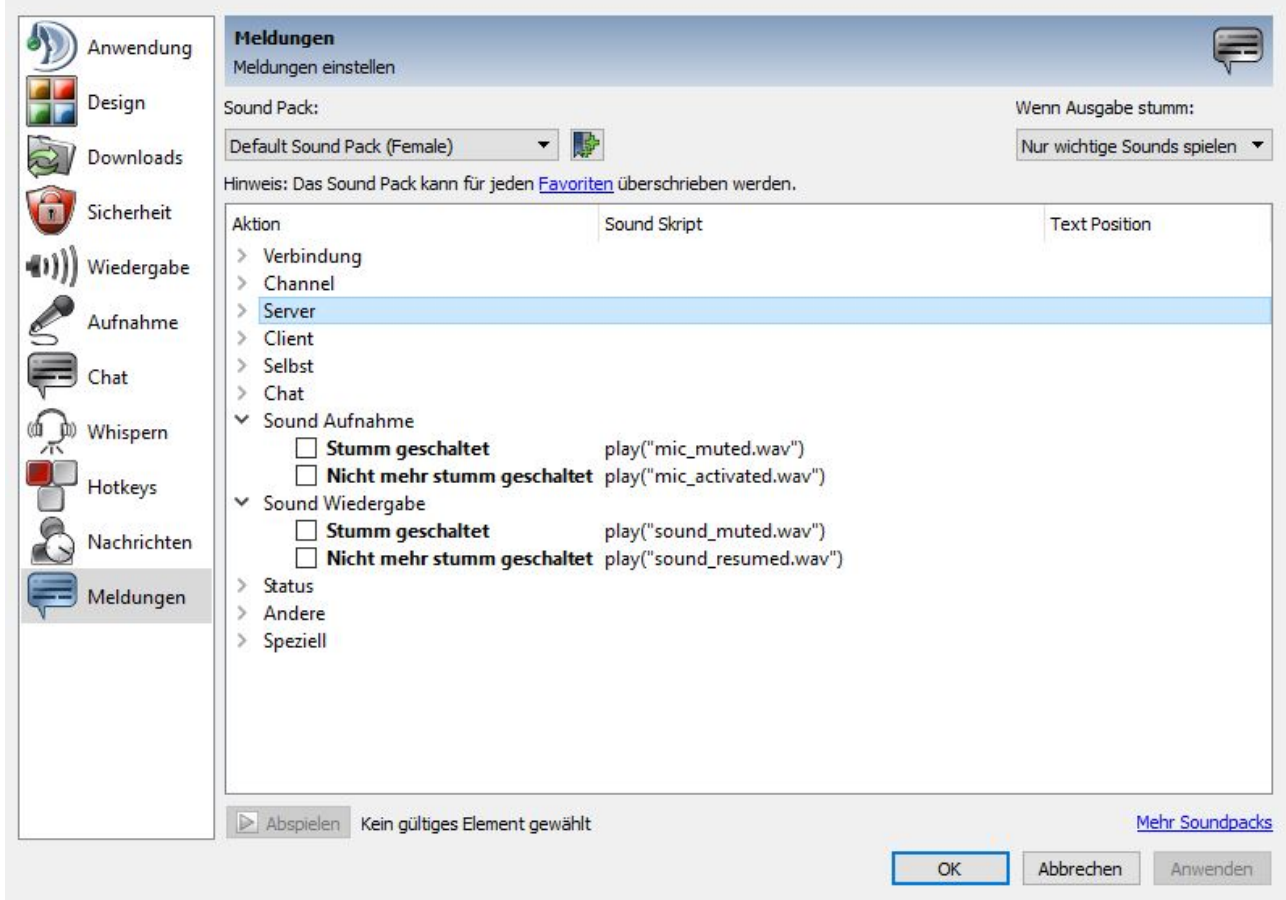 Anwendung
Design
Downloads
Sicherheit
Wiedergabe
Aufnahme
Chat
Whispern
Hotkeys
Nachrichten
Meldungen
Meldungen
Meldungen einstellen
Sound Pack:
Wenn Ausgabe stumm:
Default Sound Pack (Female)
Nur wichtige Sounds spielen
Hinweis: Das Sound Pack kann für jeden Favoriten überschrieben werden.
Aktion Sound Skript Text Position
Verbindung
Channel
Server
Client
Selbst
Chat
Sound Aufnahme
Stumm geschaltet play("mic_muted.wav")
Nicht mehr stumm geschaltet play("mic_activated.wav")
Sound Wiedergabe
Stumm geschaltet play("sound_muted.wav")
Nicht mehr stumm geschaltet play("sound_resumed.wav")
Status
Andere
Speziell
Abspielen Kein gültiges Element gewählt
Mehr Soundpacks
OK Abbrechen Anwenden